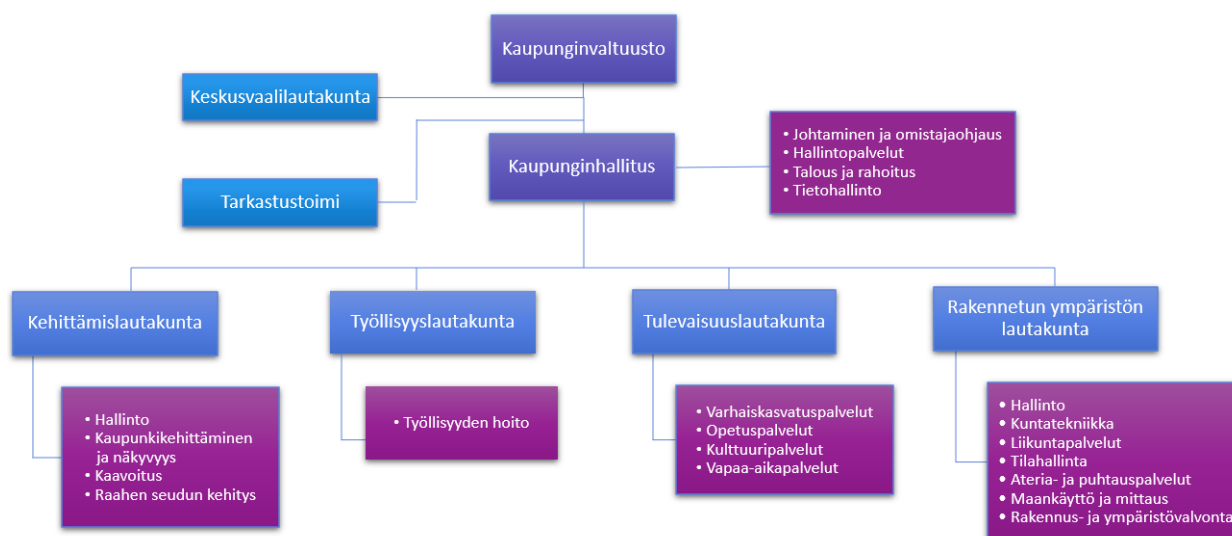 Kaupunginvaltuusto
Keskusvaalilautakunta
Kaupunginhallitus
• Johtaminen ja omistajaohjaus
• Hallintopalvelut
• Talous ja rahoitus
• Tietohallinto
Tarkastustoimi
Kehittämislautakunta
Työllisyyslautakunta
Tulevaisuuslautakunta
Rakennetun ympäristön
lautakunta
• Hallinto
• Kaupunkikehittäminen
ja näkyvyys
• Kaavoitus
• Raahen seudun kehitys
• Työllisyyden hoito
• Varhaiskasvatuspalvelut
• Opetuspalvelut
• Kulttuuripalvelut
• Vapaa-aikapalvelut
• Hallinto
• Kuntatekniikka
• Liikuntapalvelut
• Tilahallinta
• Ateria- ja puhtauspalvelut
• Maankäyttö ja mittaus
• Rakennus- ja ympäristövalvonta